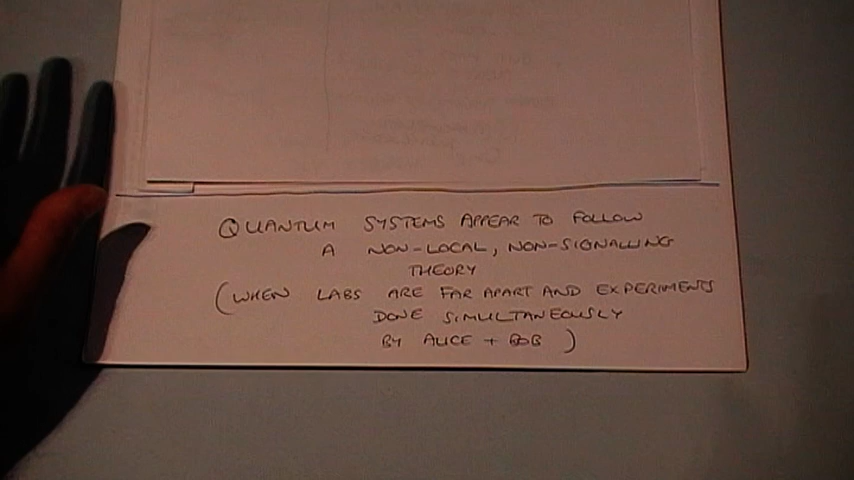 QUANTUM SYSTEMS APPEAR TO FOLLOW
A NON-LOCAL, NON-SIGNALLING
THEORY
(WHEN LABS ARE FAR APART AND EXPERIMENTS
DONE SIMULTANEOUSLY
BY ALICE + BOB)